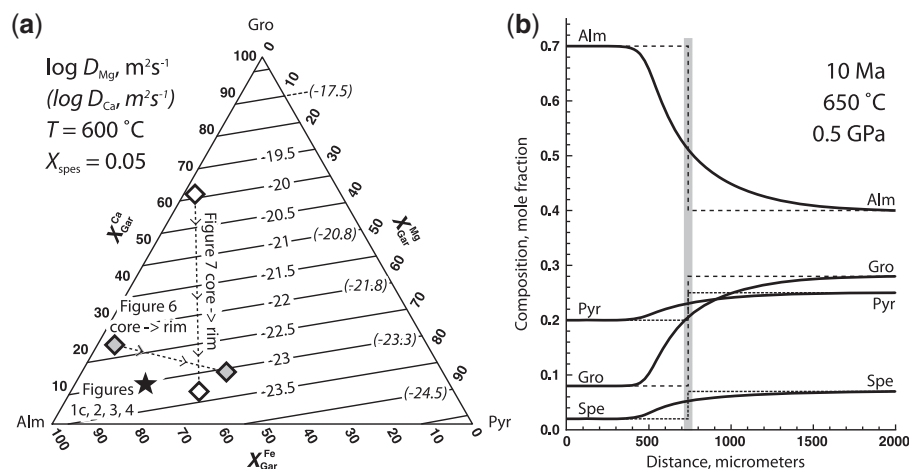 (a)
Gro
log D_Mg, m²s⁻¹
(log D_Ca, m²s⁻¹)
T = 600 °C
X_spes = 0.05
100
90
80
70
60
50
40
30
20
10
X_Gar^Ca
0
10
20
30
40
50
60
70
80
90
100
X_Gar^Mg
(-17.5)
-19.5
-20
-20.5
-21
(-20.8)
-21.5
(-21.8)
-22
-22.5
(-23.3)
-23
-23.5
(-24.5)
Figure 7 core -> rim
Figure 6
core -> rim
Figures
1c, 2, 3, 4
Alm
Pyr
100
90
80
70
60
50
40
30
20
10
0
X_Gar^Fe
(b)
Composition, mole fraction
0.7
0.6
0.5
0.4
0.3
0.2
0.1
0.0
Alm
10 Ma
650 °C
0.5 GPa
Alm
Gro
Pyr
Pyr
Gro
Spe
Spe
0
500
1000
1500
2000
Distance, micrometers